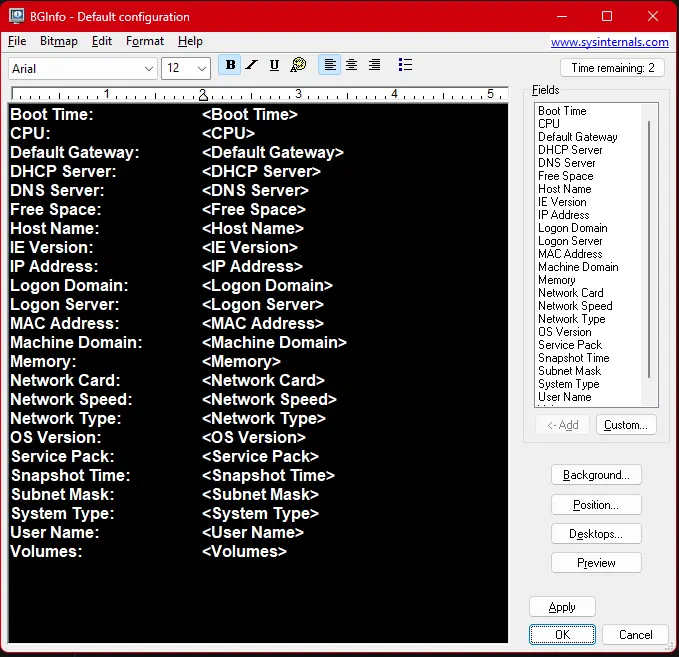 BGInfo - Default configuration
File Bitmap Edit Format Help www.sysinternals.com
Arial 12 B I U Time remaining: 2
1 2 3 4 5
Boot Time: <Boot Time>
CPU: <CPU>
Default Gateway: <Default Gateway>
DHCP Server: <DHCP Server>
DNS Server: <DNS Server>
Free Space: <Free Space>
Host Name: <Host Name>
IE Version: <IE Version>
IP Address: <IP Address>
Logon Domain: <Logon Domain>
Logon Server: <Logon Server>
MAC Address: <MAC Address>
Machine Domain: <Machine Domain>
Memory: <Memory>
Network Card: <Network Card>
Network Speed: <Network Speed>
Network Type: <Network Type>
OS Version: <OS Version>
Service Pack: <Service Pack>
Snapshot Time: <Snapshot Time>
Subnet Mask: <Subnet Mask>
System Type: <System Type>
User Name: <User Name>
Volumes: <Volumes>
Fields
Boot Time
CPU
Default Gateway
DHCP Server
DNS Server
Free Space
Host Name
IE Version
IP Address
Logon Domain
Logon Server
MAC Address
Machine Domain
Memory
Network Card
Network Speed
Network Type
OS Version
Service Pack
Snapshot Time
Subnet Mask
System Type
User Name
<- Add Custom...
Background...
Position...
Desktops...
Preview
Apply
OK Cancel